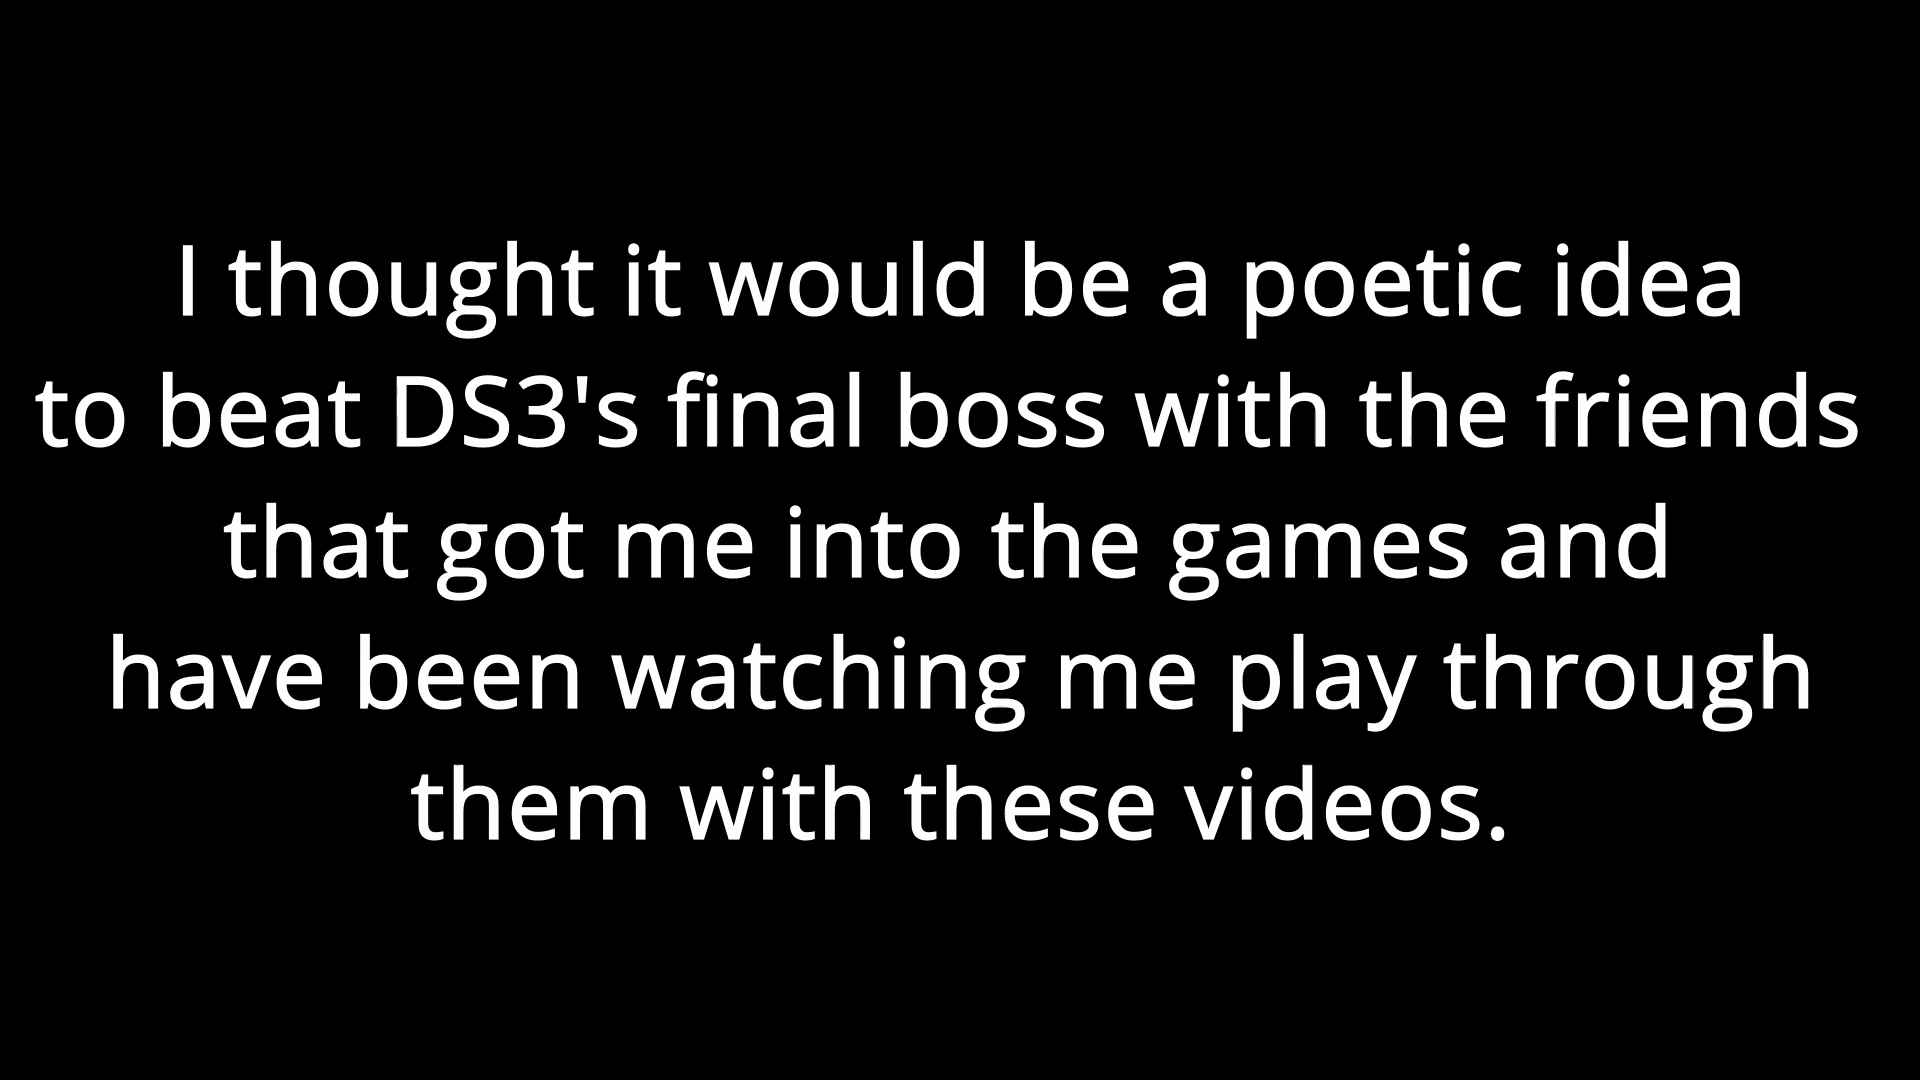 I thought it would be a poetic idea
to beat DS3's final boss with the friends
that got me into the games and
have been watching me play through
them with these videos.